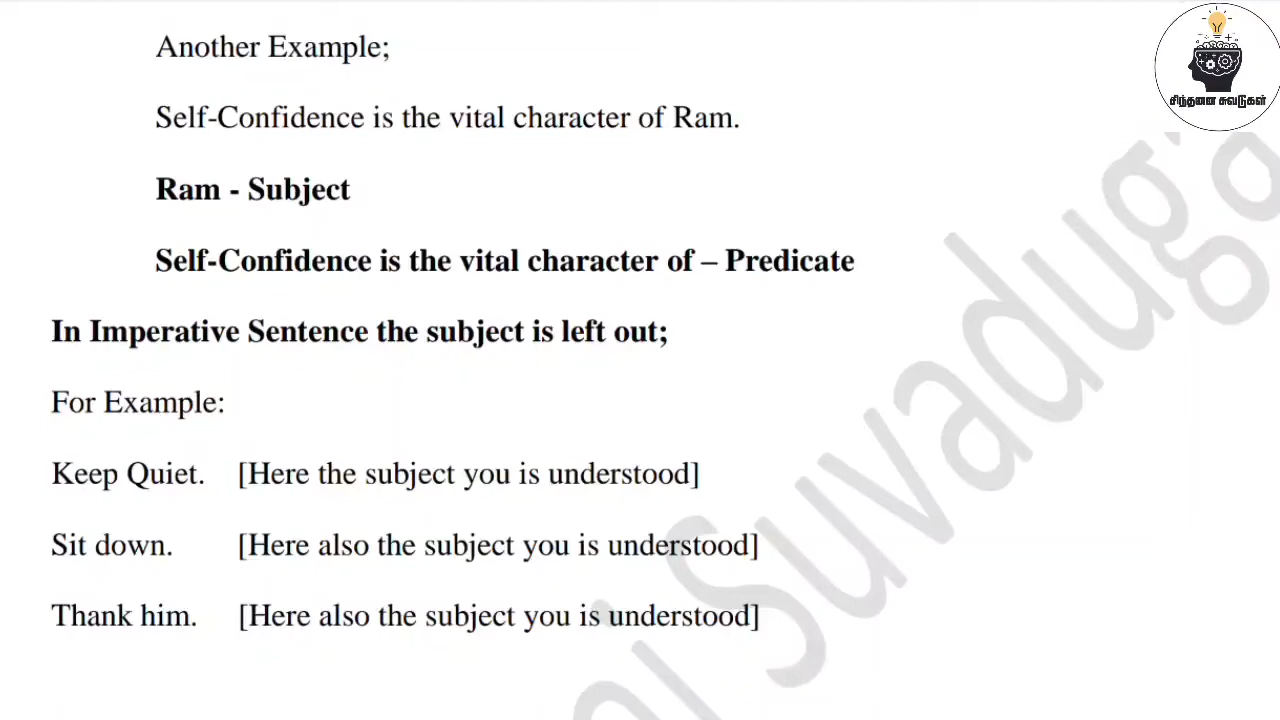 சிந்தனை சுவடுகள்
Another Example;
Self-Confidence is the vital character of Ram.
Ram - Subject
Self-Confidence is the vital character of – Predicate
In Imperative Sentence the subject is left out;
For Example:
Keep Quiet. [Here the subject you is understood]
Sit down. [Here also the subject you is understood]
Thank him. [Here also the subject you is understood]